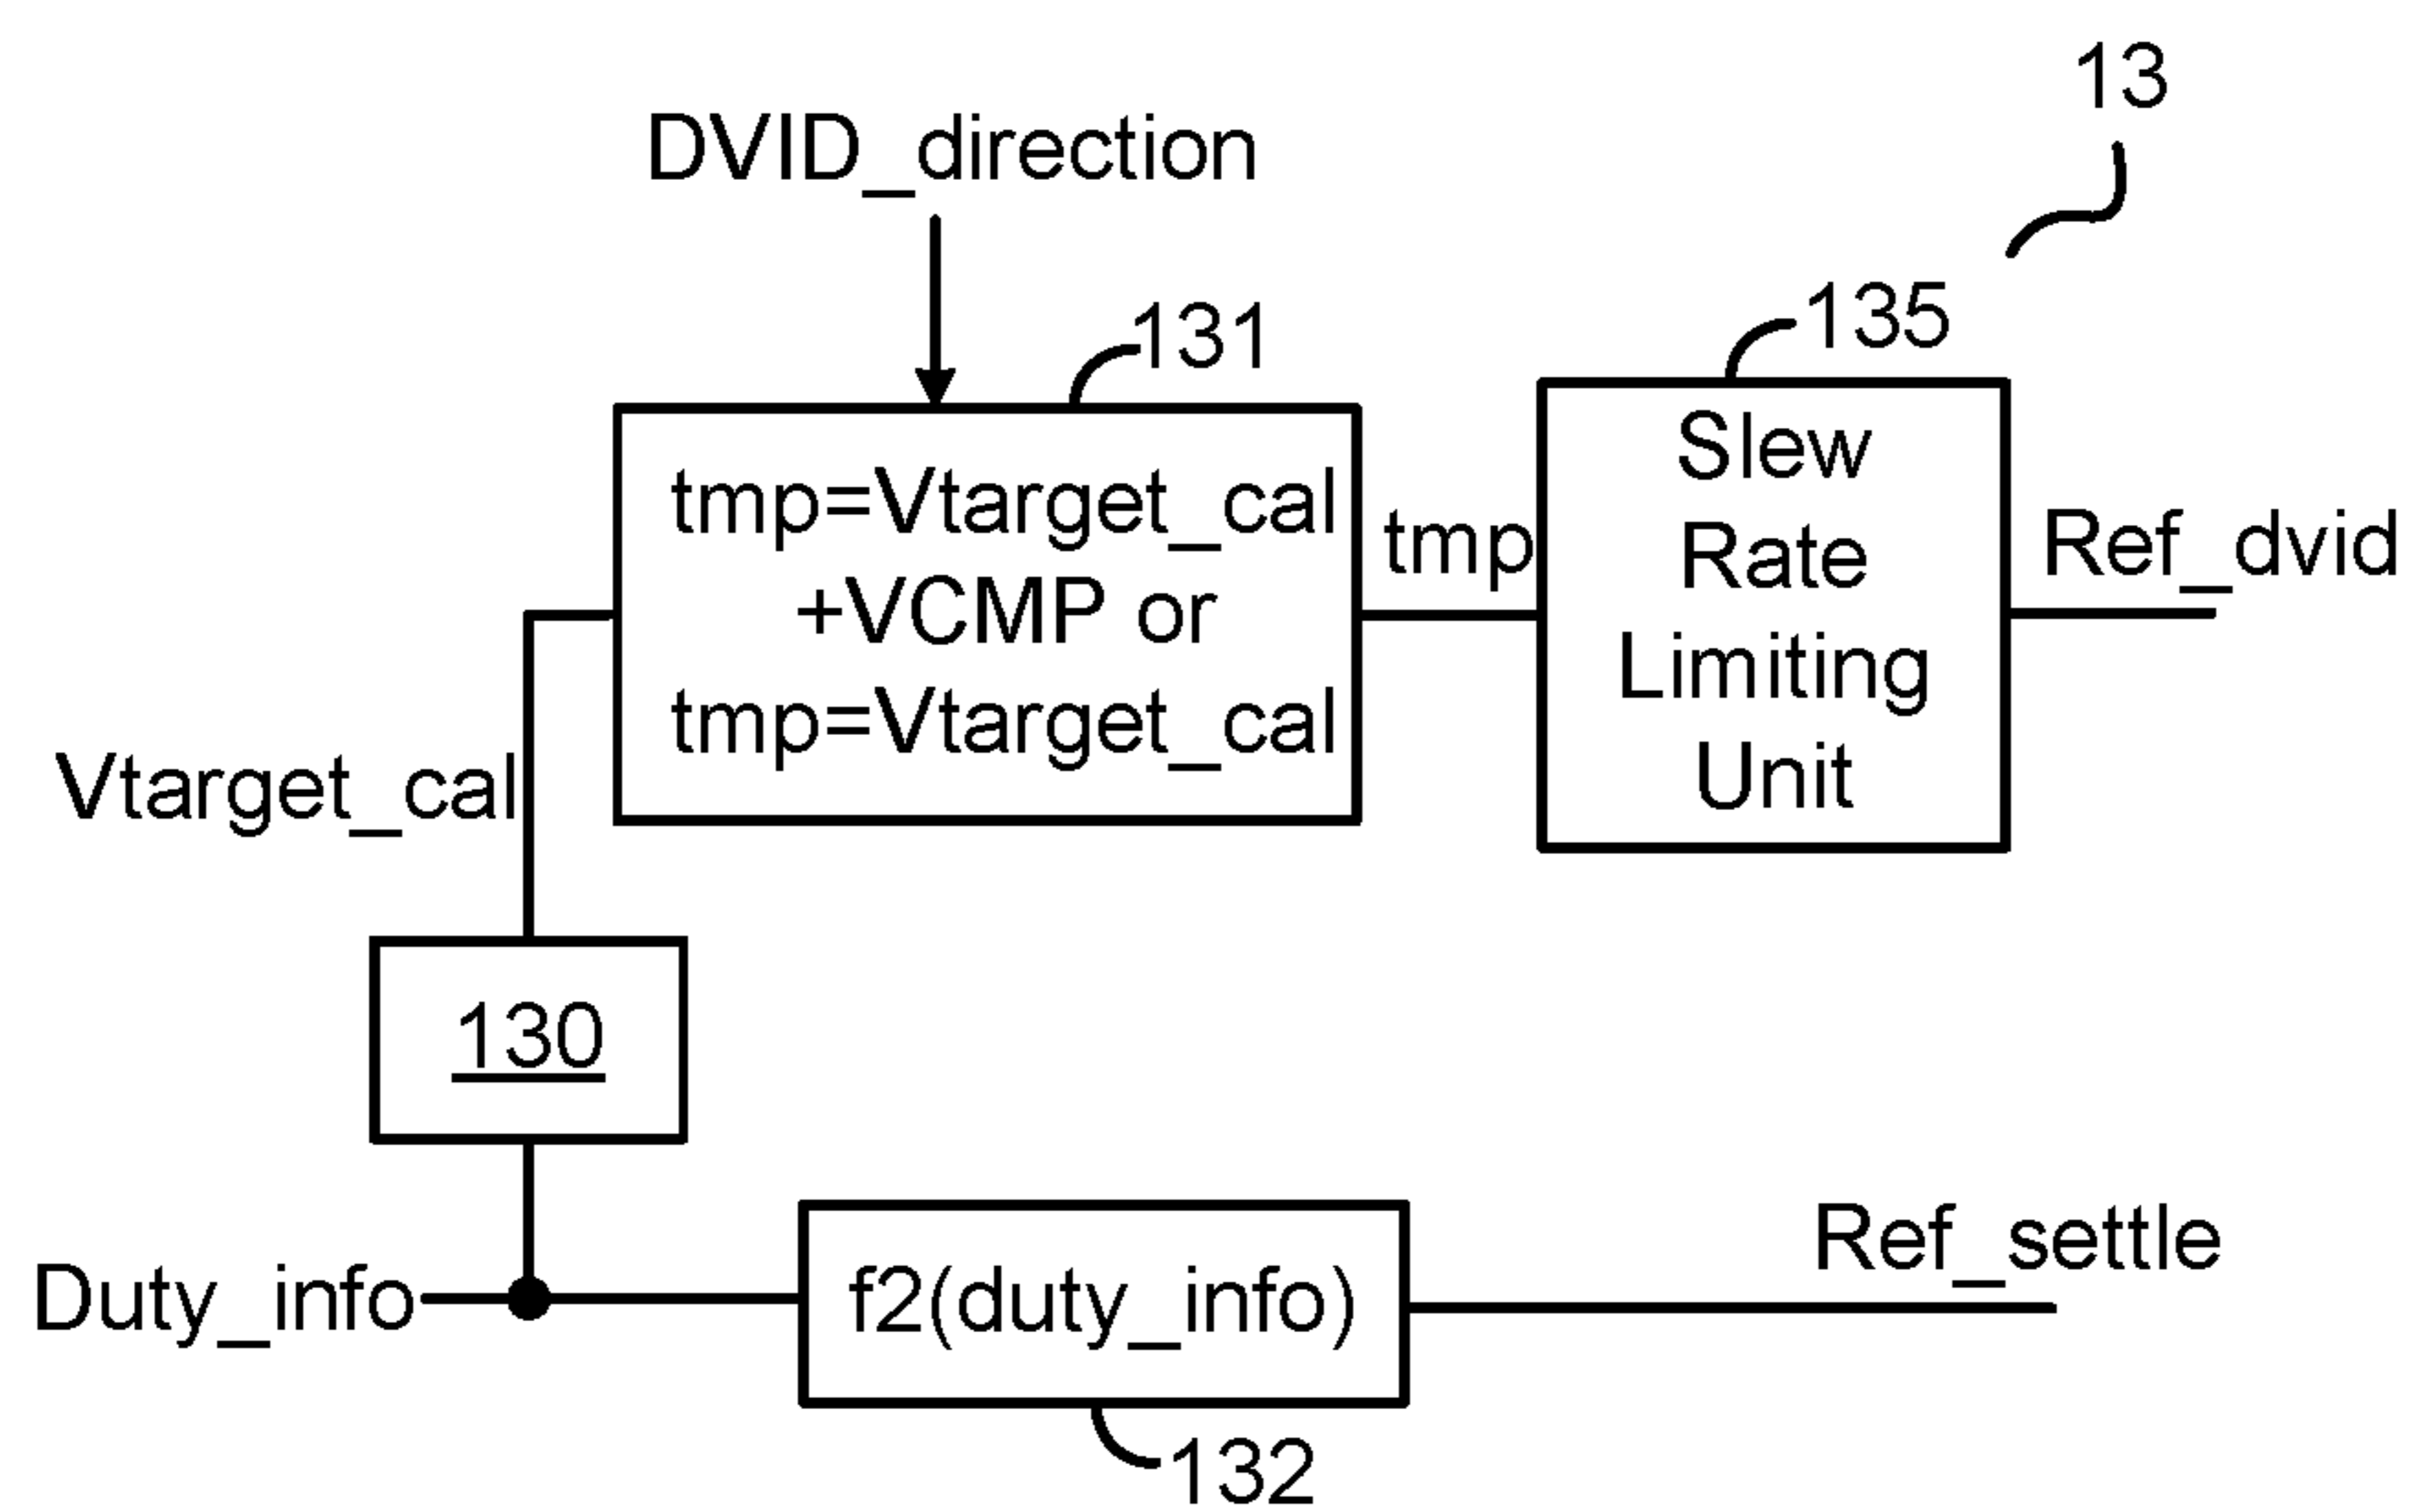 13
DVID_direction
131
135
tmp=Vtarget_cal
+VCMP or
tmp=Vtarget_cal
tmp
Slew
Rate
Limiting
Unit
Ref_dvid
Vtarget_cal
130
Duty_info
f2(duty_info)
Ref_settle
132